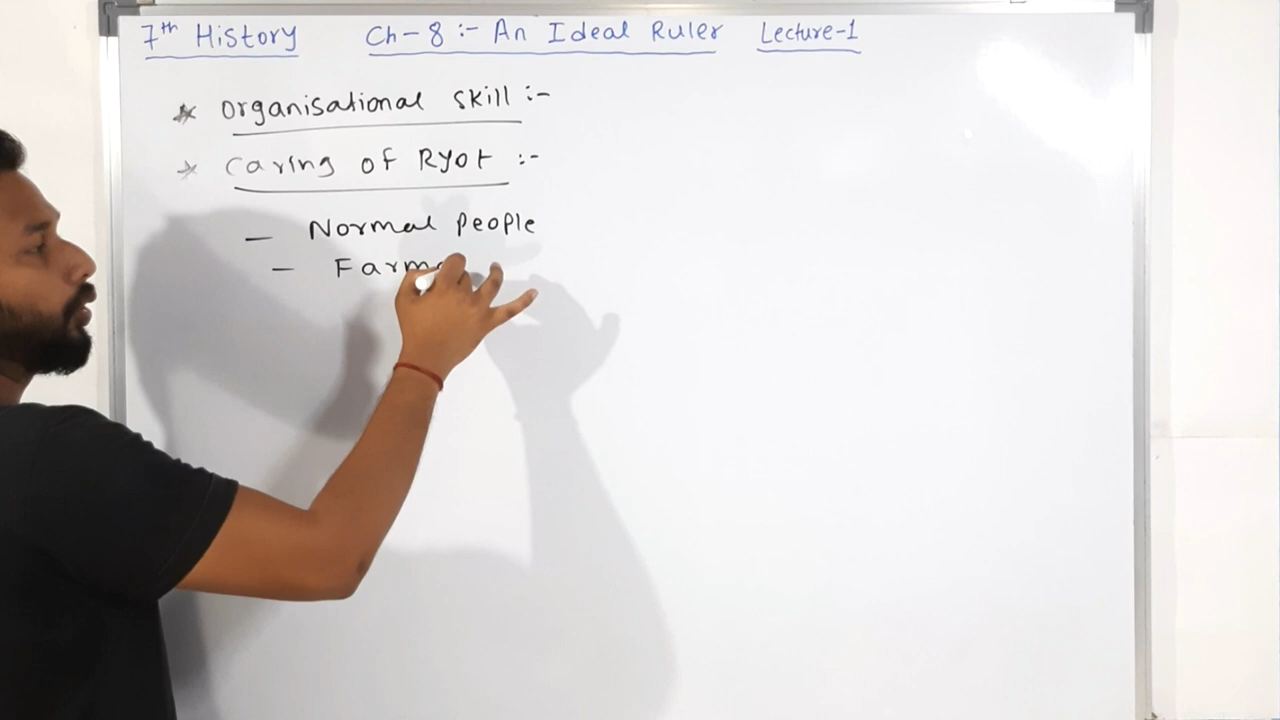 7th History Ch-8 :- An Ideal Ruler Lecture-1
* Organisational skill :-
* Caring of Ryot :-
— Normal people
–